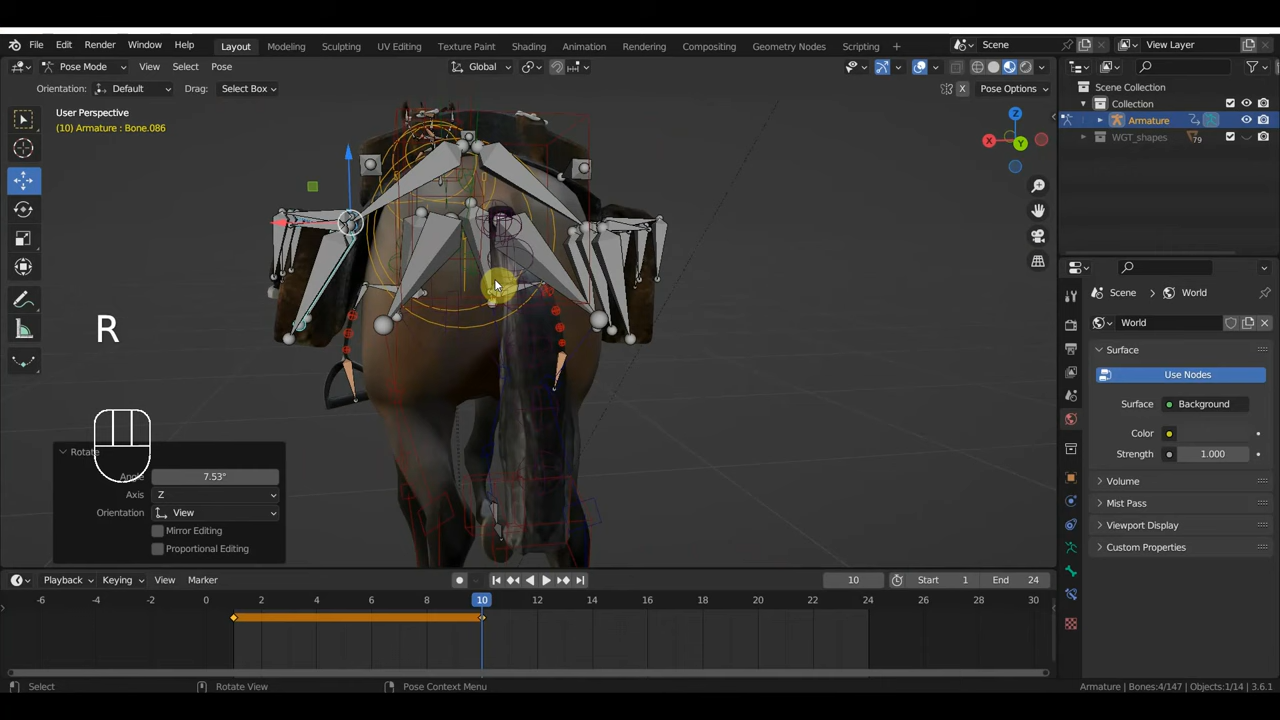 File Edit Render Window Help Layout Modeling Sculpting UV Editing Texture Paint Shading Animation Rendering Compositing Geometry Nodes Scripting + Scene View Layer
Pose Mode View Select Pose Global
Orientation: Default Drag: Select Box X Pose Options
User Perspective
(10) Armature : Bone.086
Scene Collection
Collection
Armature
WGT_shapes 79
Z
X
Y
R
Scene World
World
Surface
Use Nodes
Surface Background
Color
Strength 1.000
Volume
Mist Pass
Viewport Display
Custom Properties
Rotate
Angle 7.53°
Axis Z
Orientation View
Mirror Editing
Proportional Editing
Playback Keying View Marker 10 Start 1 End 24
-6 -4 -2 0 2 4 6 8 10 12 14 16 18 20 22 24 26 28 30
Select Rotate View Pose Context Menu Armature | Bones:4/147 | Objects:1/14 | 3.6.1